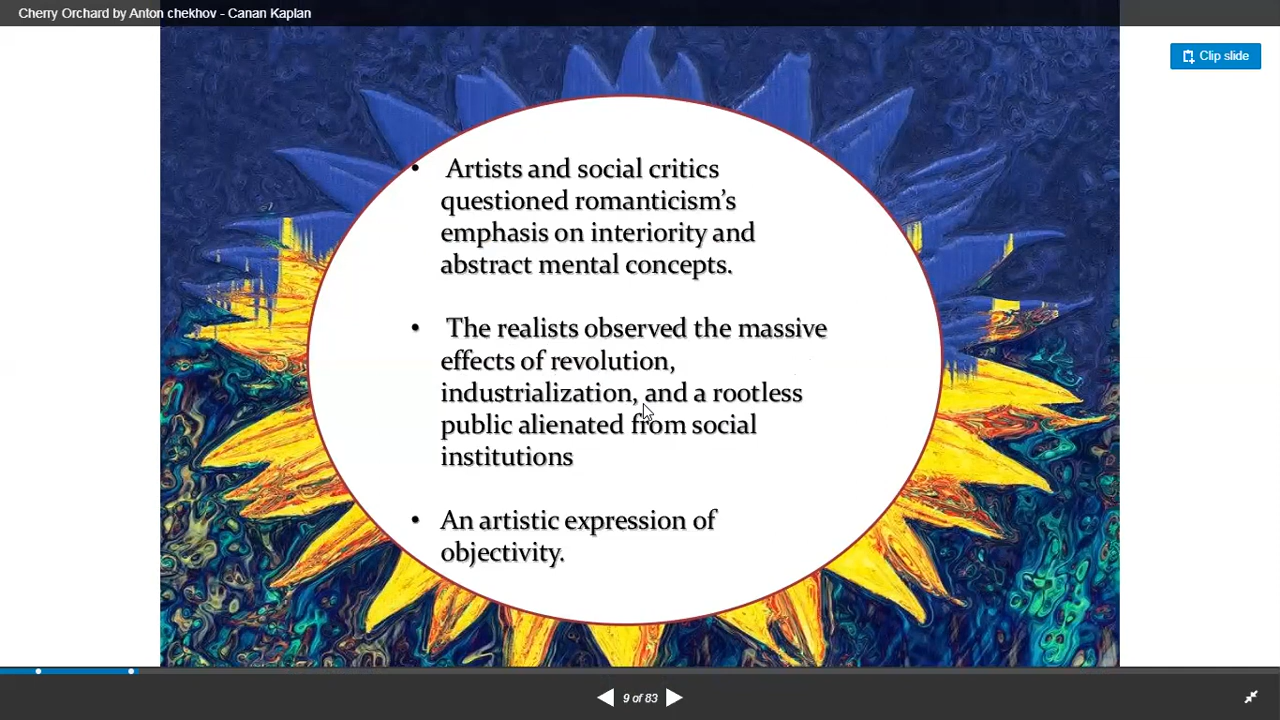 Cherry Orchard by Anton chekhov - Canan Kaplan
Clip slide
• Artists and social critics
questioned romanticism’s
emphasis on interiority and
abstract mental concepts.
• The realists observed the massive
effects of revolution,
industrialization, and a rootless
public alienated from social
institutions
• An artistic expression of
objectivity.
9 of 83